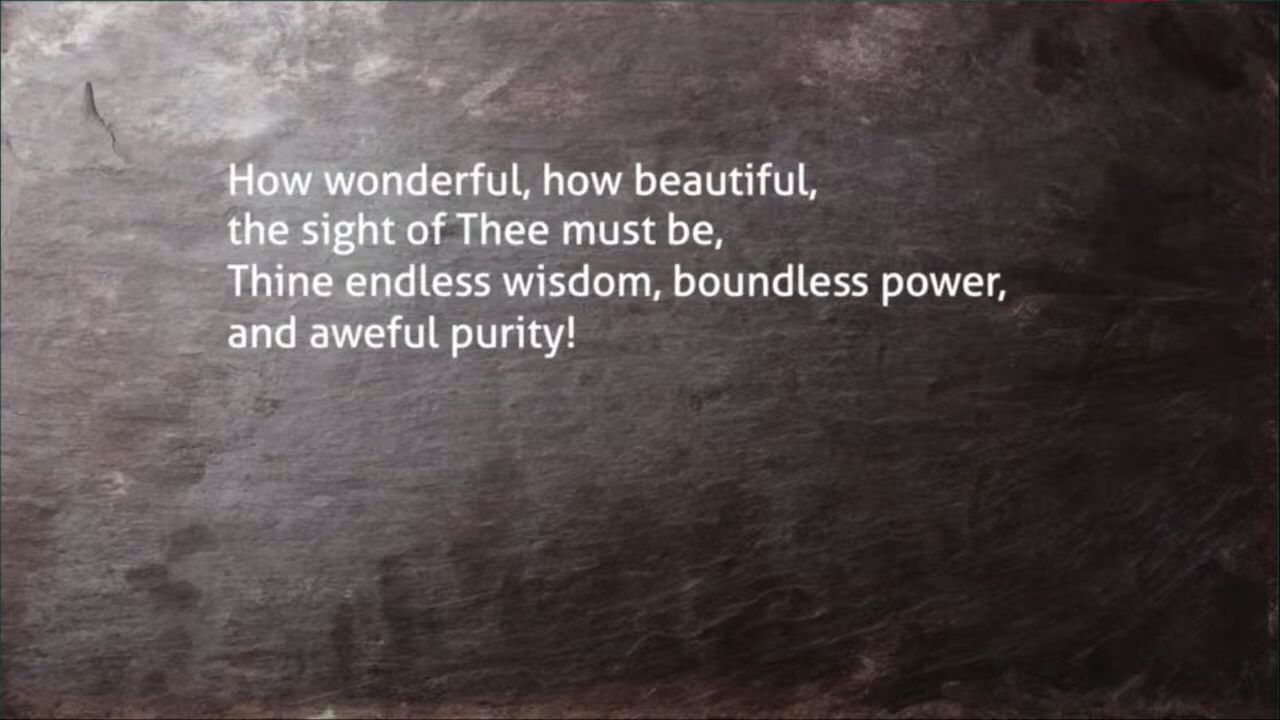 How wonderful, how beautiful,
the sight of Thee must be,
Thine endless wisdom, boundless power,
and aweful purity!